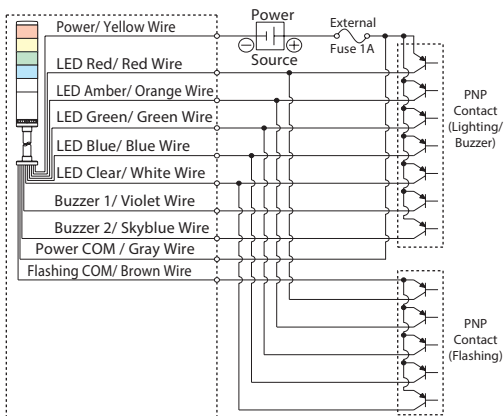 Power
External
Fuse 1A
Source
Power/ Yellow Wire
LED Red/ Red Wire
LED Amber/ Orange Wire
LED Green/ Green Wire
LED Blue/ Blue Wire
LED Clear/ White Wire
Buzzer 1/ Violet Wire
Buzzer 2/ Skyblue Wire
Power COM / Gray Wire
Flashing COM/ Brown Wire
PNP
Contact
(Lighting/
Buzzer)
PNP
Contact
(Flashing)